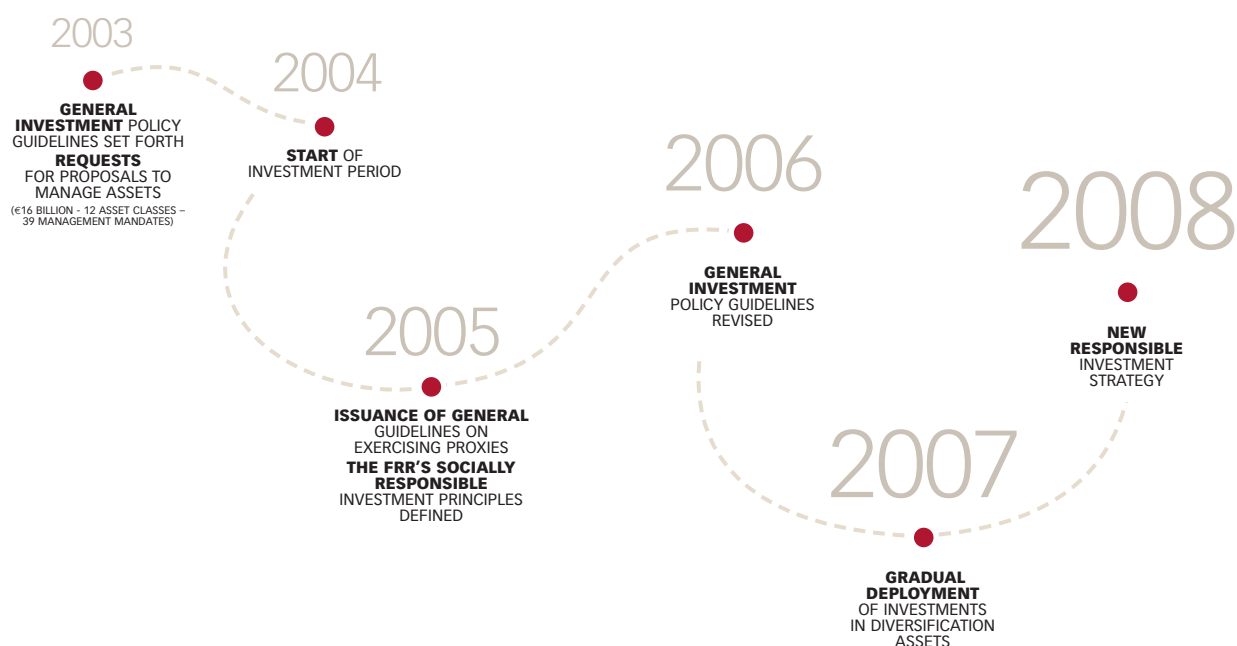 2003
GENERAL
INVESTMENT POLICY
GUIDELINES SET FORTH
REQUESTS
FOR PROPOSALS TO
MANAGE ASSETS
(€16 BILLION - 12 ASSET CLASSES –
39 MANAGEMENT MANDATES)
2004
START OF
INVESTMENT PERIOD
2005
ISSUANCE OF GENERAL
GUIDELINES ON
EXERCISING PROXIES
THE FRR'S SOCIALLY
RESPONSIBLE
INVESTMENT PRINCIPLES
DEFINED
2006
GENERAL
INVESTMENT
POLICY GUIDELINES
REVISED
2007
GRADUAL
DEPLOYMENT
OF INVESTMENTS
IN DIVERSIFICATION
ASSETS
2008
NEW
RESPONSIBLE
INVESTMENT
STRATEGY